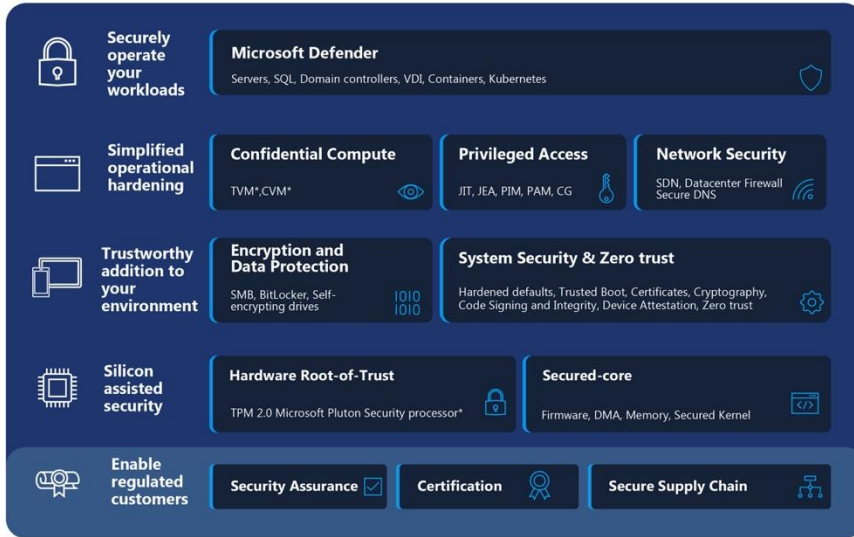 Securely
operate
your
workloads
Microsoft Defender
Servers, SQL, Domain controllers, VDI, Containers, Kubernetes
Simplified
operational
hardening
Confidential Compute
TVM*,CVM*
Privileged Access
JIT, JEA, PIM, PAM, CG
Network Security
SDN, Datacenter Firewall
Secure DNS
Trustworthy
addition to
your
environment
Encryption and
Data Protection
SMB, BitLocker, Self-
encrypting drives
1010
1010
System Security & Zero trust
Hardened defaults, Trusted Boot, Certificates, Cryptography,
Code Signing and Integrity, Device Attestation, Zero trust
Silicon
assisted
security
Hardware Root-of-Trust
TPM 2.0 Microsoft Pluton Security processor*
Secured-core
Firmware, DMA, Memory, Secured Kernel
</>
Enable
regulated
customers
Security Assurance
Certification
Secure Supply Chain